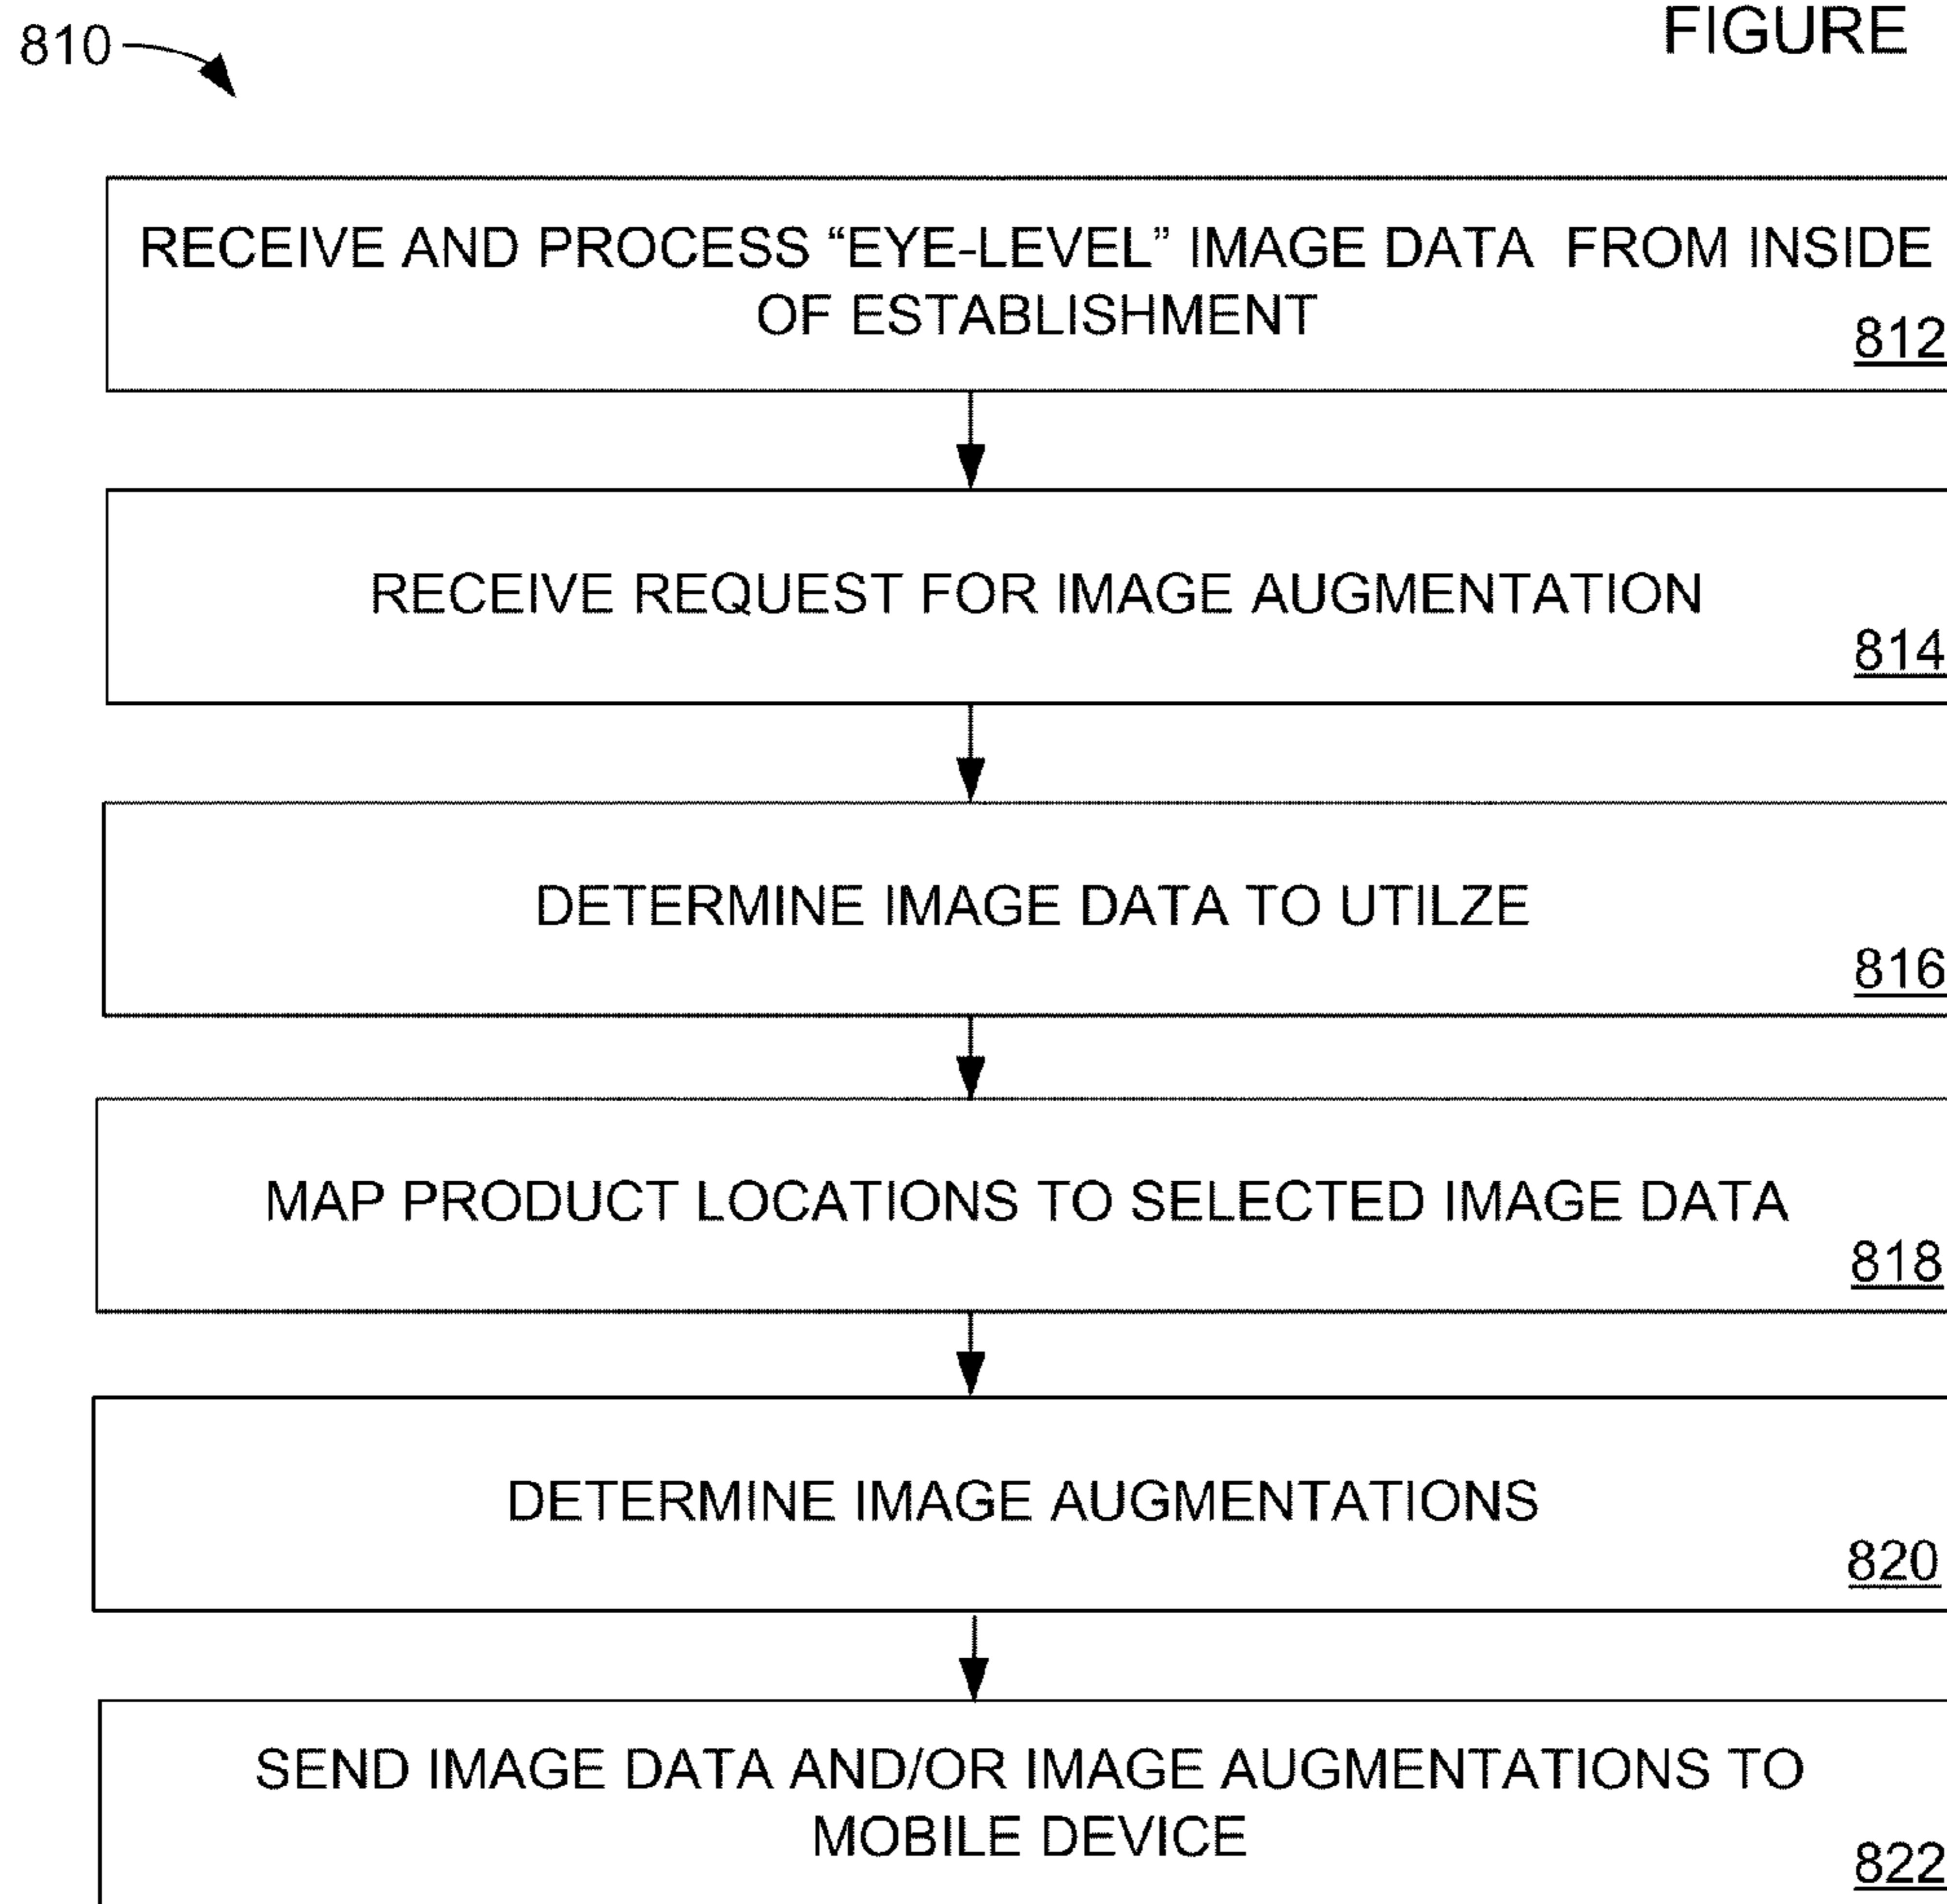 FIGURE
810
RECEIVE AND PROCESS “EYE-LEVEL” IMAGE DATA FROM INSIDE
OF ESTABLISHMENT
812
RECEIVE REQUEST FOR IMAGE AUGMENTATION
814
DETERMINE IMAGE DATA TO UTILZE
816
MAP PRODUCT LOCATIONS TO SELECTED IMAGE DATA
818
DETERMINE IMAGE AUGMENTATIONS
820
SEND IMAGE DATA AND/OR IMAGE AUGMENTATIONS TO
MOBILE DEVICE
822